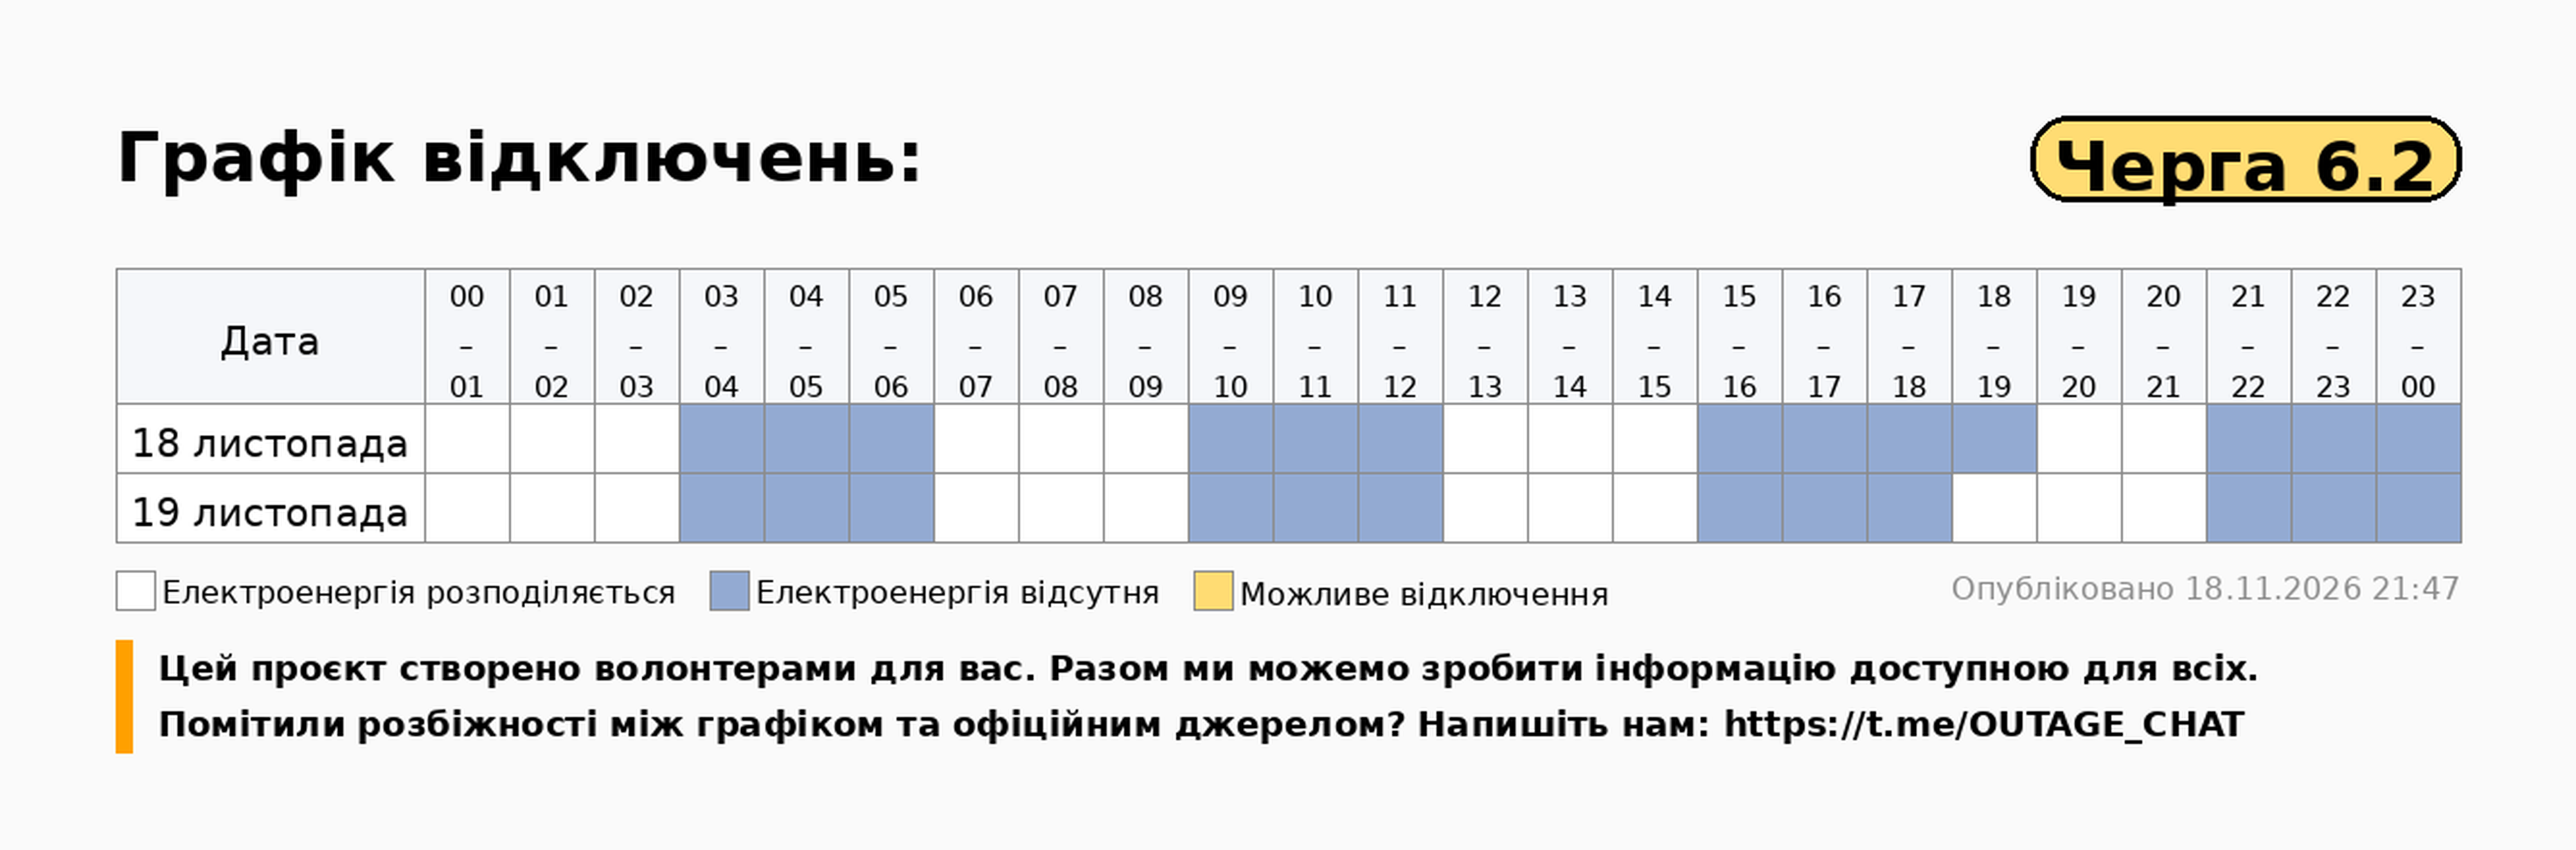 Графік відключень:
Черга 6.2
Дата 00 – 01 01 – 02 02 – 03 03 – 04 04 – 05 05 – 06 06 – 07 07 – 08 08 – 09 09 – 10 10 – 11 11 – 12 12 – 13 13 – 14 14 – 15 15 – 16 16 – 17 17 – 18 18 – 19 19 – 20 20 – 21 21 – 22 22 – 23 23 – 00
18 листопада
19 листопада
Електроенергія розподіляється Електроенергія відсутня Можливе відключення Опубліковано 18.11.2026 21:47
Цей проєкт створено волонтерами для вас. Разом ми можемо зробити інформацію доступною для всіх.
Помітили розбіжності між графіком та офіційним джерелом? Напишіть нам: https://t.me/OUTAGE_CHAT